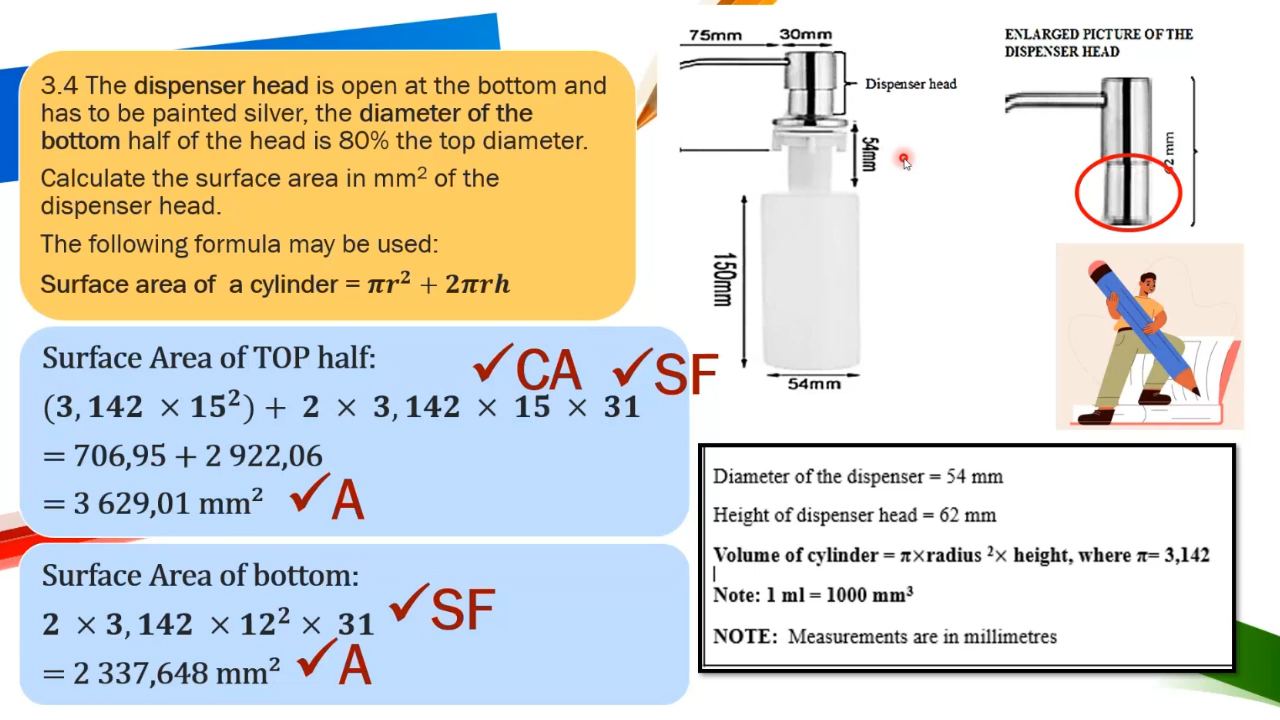 3.4 The dispenser head is open at the bottom and
has to be painted silver, the diameter of the
bottom half of the head is 80% the top diameter.
Calculate the surface area in mm² of the
dispenser head.
The following formula may be used:
Surface area of a cylinder = πr² + 2πrh
Surface Area of TOP half:
✓CA ✓SF
(3,142 × 15²) + 2 × 3,142 × 15 × 31
= 706,95 + 2 922,06
= 3 629,01 mm² ✓A
Surface Area of bottom:
2 × 3,142 × 12² × 31 ✓SF
= 2 337,648 mm² ✓A
75mm 30mm
Dispenser head
54mm
150mm
54mm
ENLARGED PICTURE OF THE
DISPENSER HEAD
mm
Diameter of the dispenser = 54 mm
Height of dispenser head = 62 mm
Volume of cylinder = π×radius ²× height, where π= 3,142
Note: 1 ml = 1000 mm³
NOTE: Measurements are in millimetres